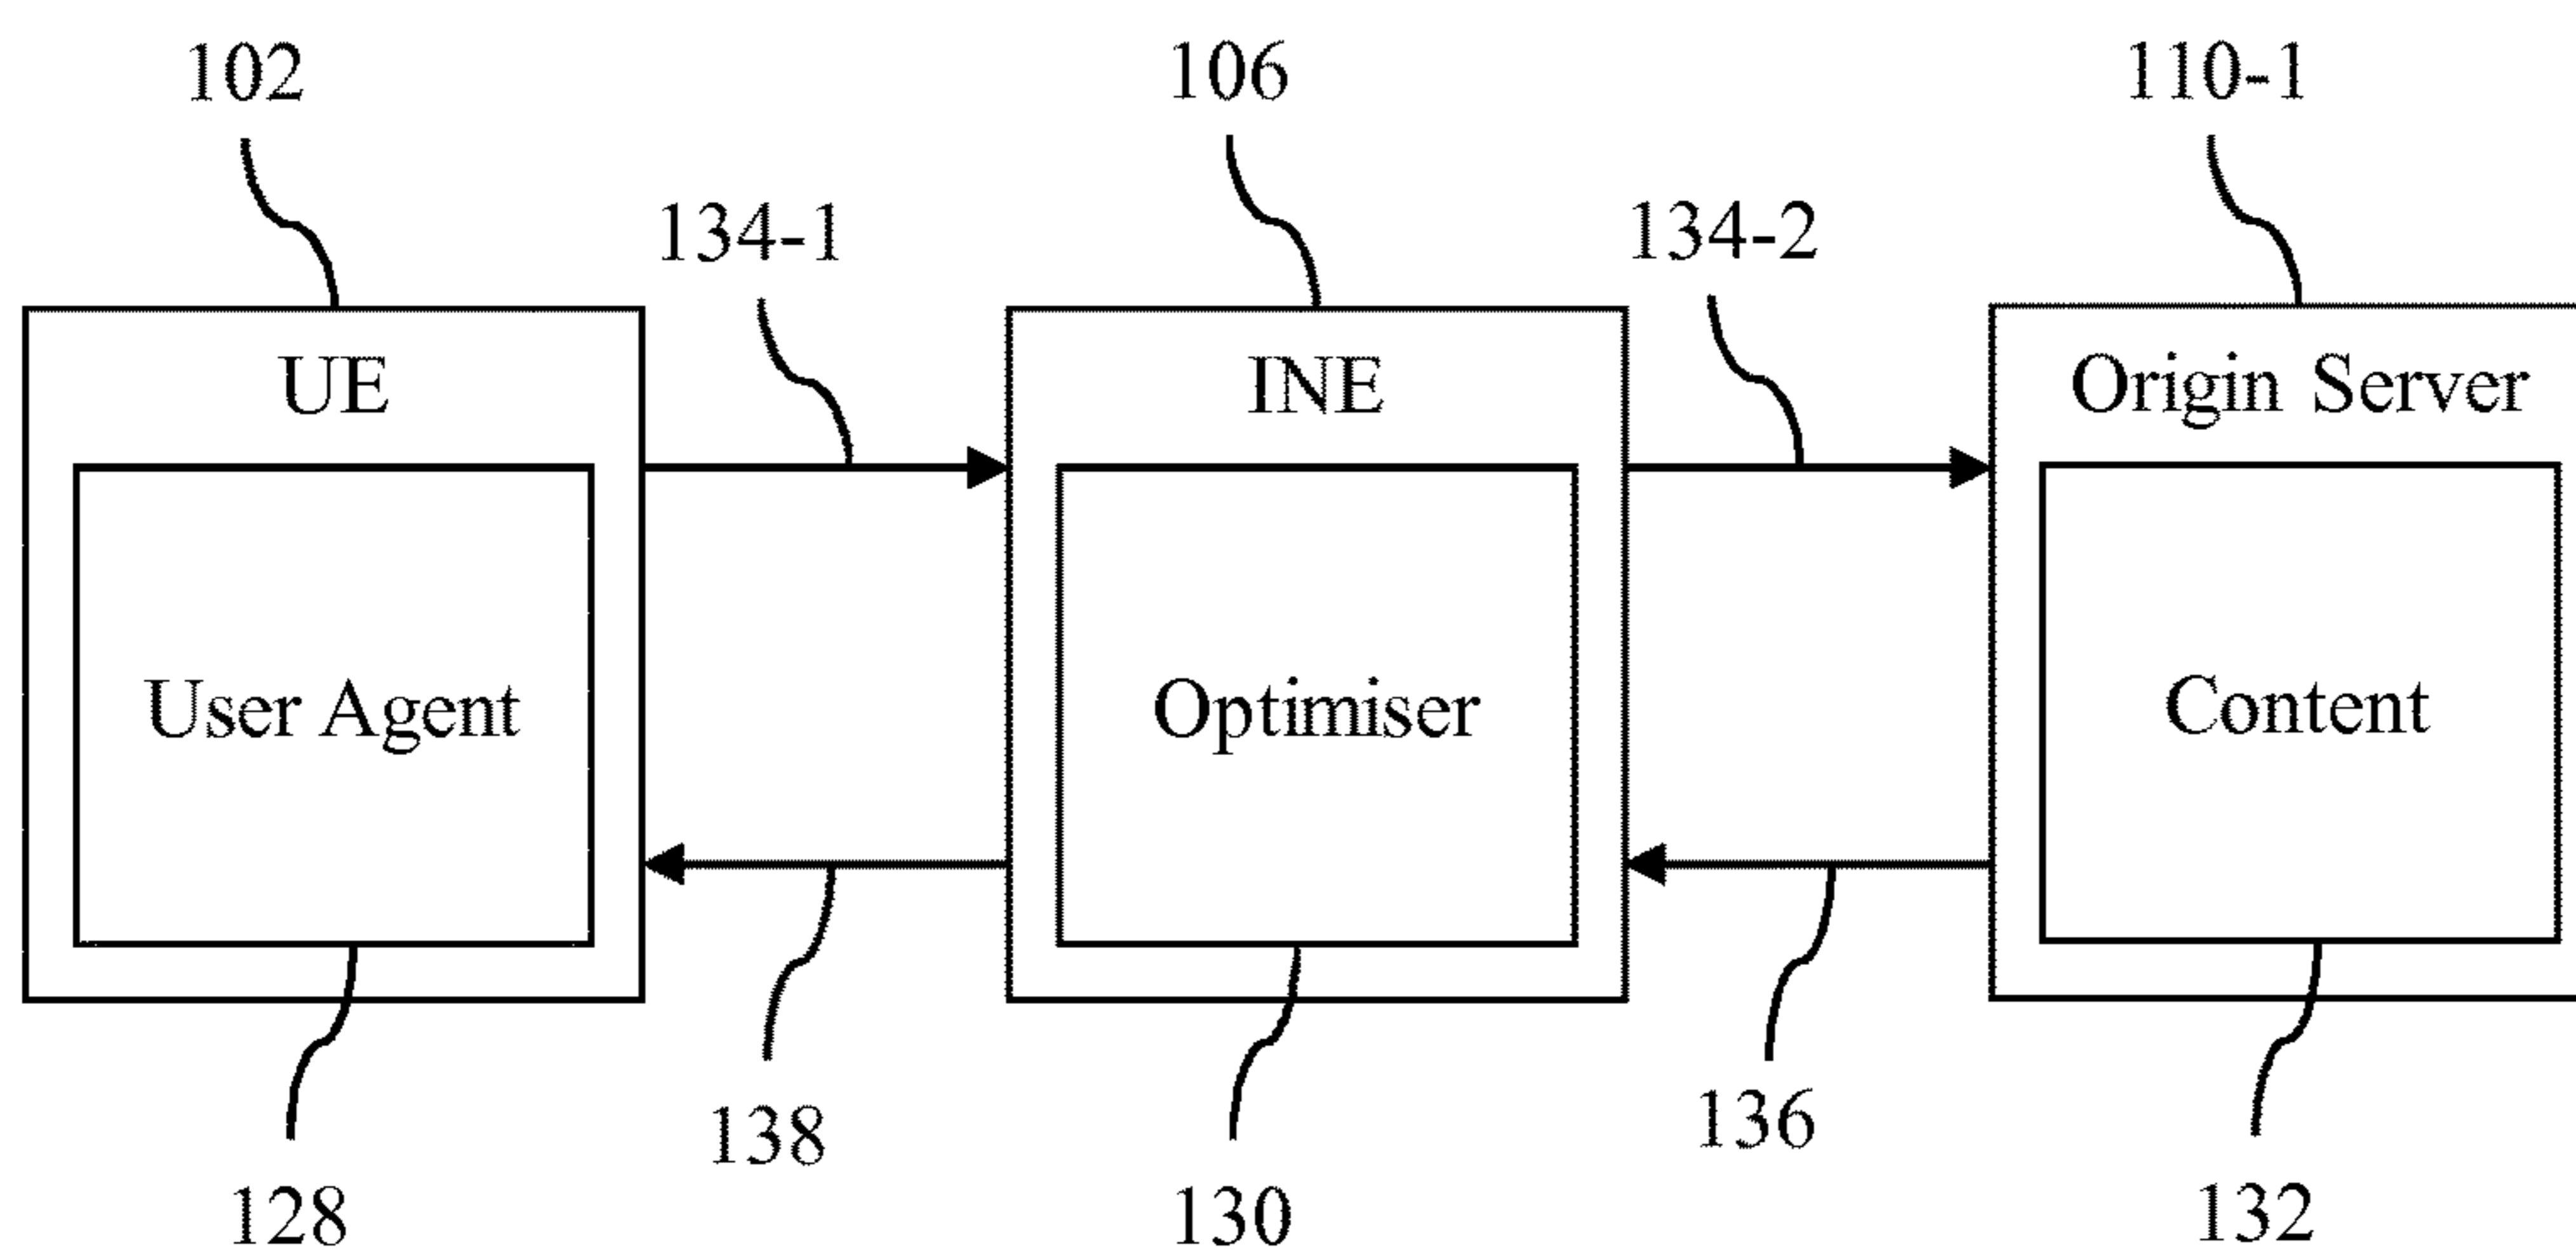 102
106
110-1
134-1
134-2
UE
INE
Origin Server
User Agent
Optimiser
Content
138
136
128
130
132